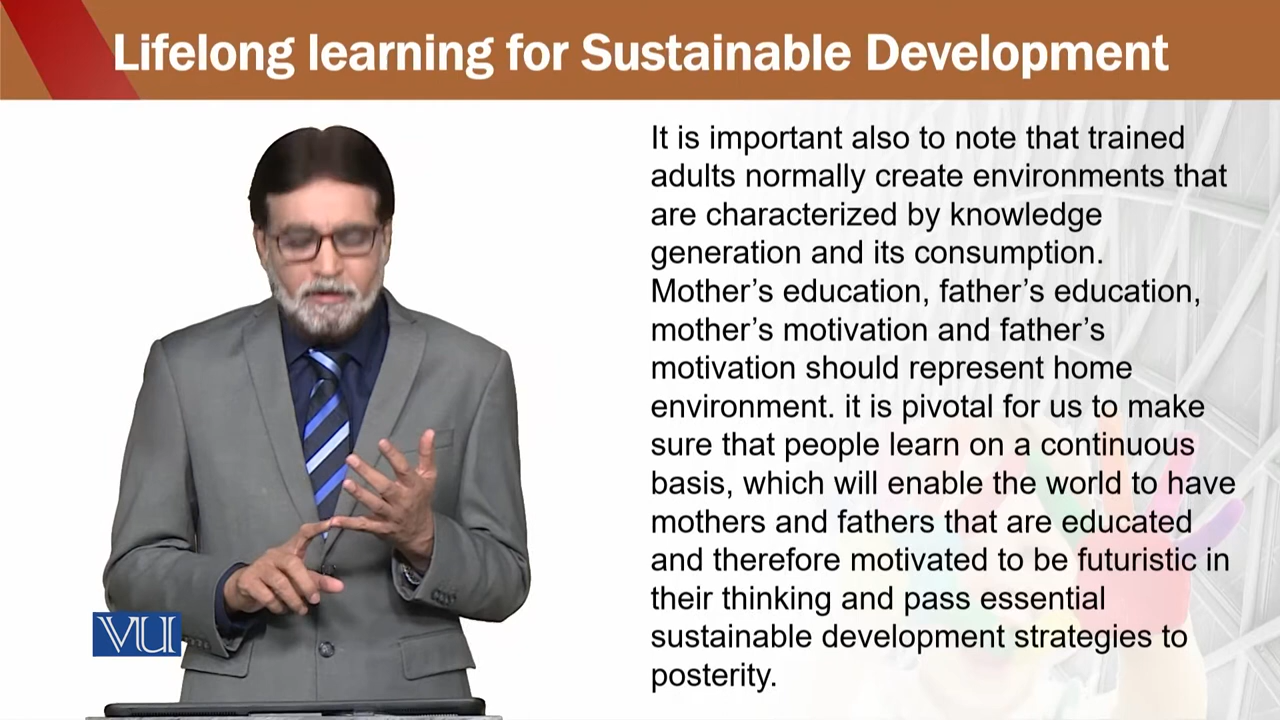 Lifelong learning for Sustainable Development
It is important also to note that trained
adults normally create environments that
are characterized by knowledge
generation and its consumption.
Mother’s education, father’s education,
mother’s motivation and father’s
motivation should represent home
environment. it is pivotal for us to make
sure that people learn on a continuous
basis, which will enable the world to have
mothers and fathers that are educated
and therefore motivated to be futuristic in
their thinking and pass essential
sustainable development strategies to
posterity.
VU